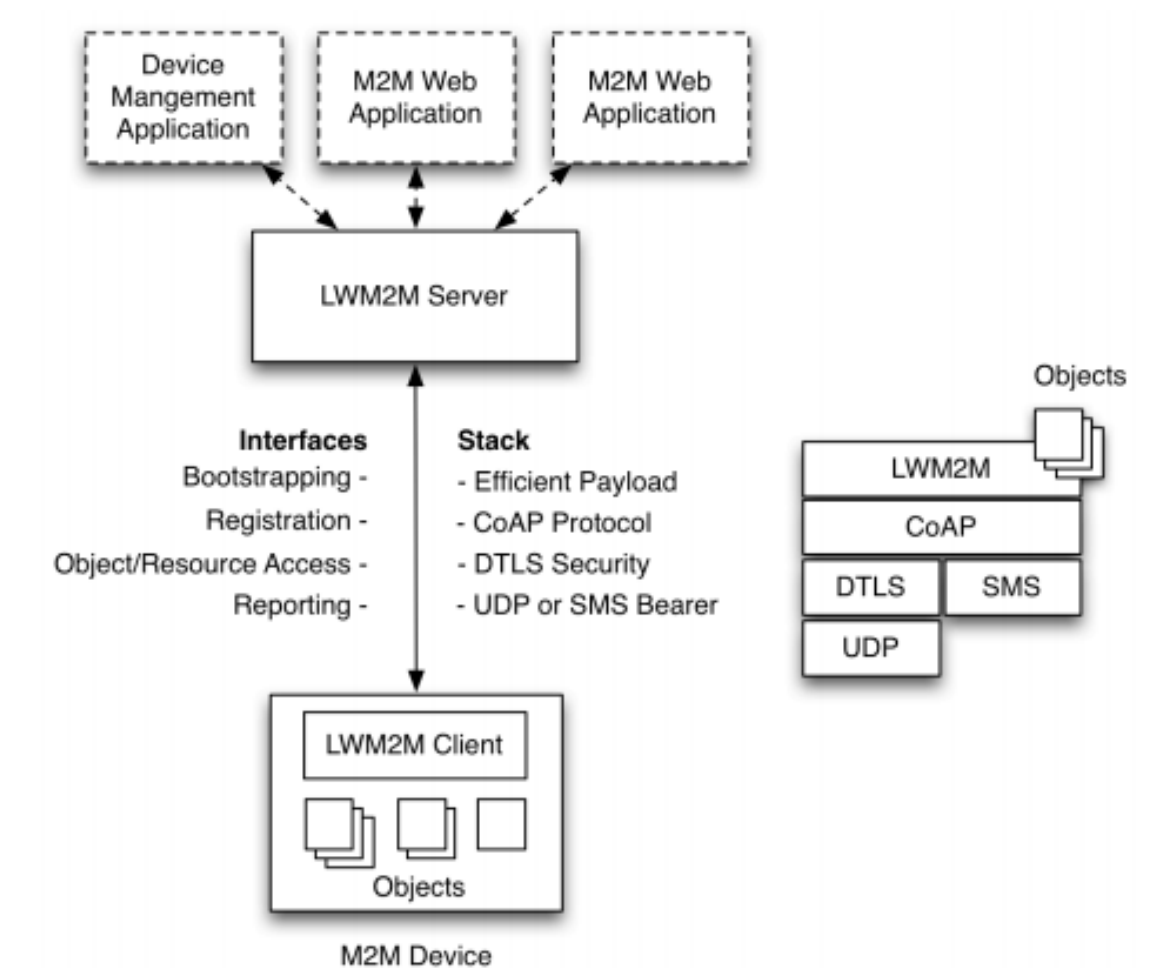 Device
Mangement
Application
M2M Web
Application
M2M Web
Application
LWM2M Server
Interfaces
Bootstrapping -
Registration -
Object/Resource Access -
Reporting -
Stack
- Efficient Payload
- CoAP Protocol
- DTLS Security
- UDP or SMS Bearer
LWM2M Client
Objects
M2M Device
Objects
LWM2M
CoAP
DTLS
SMS
UDP